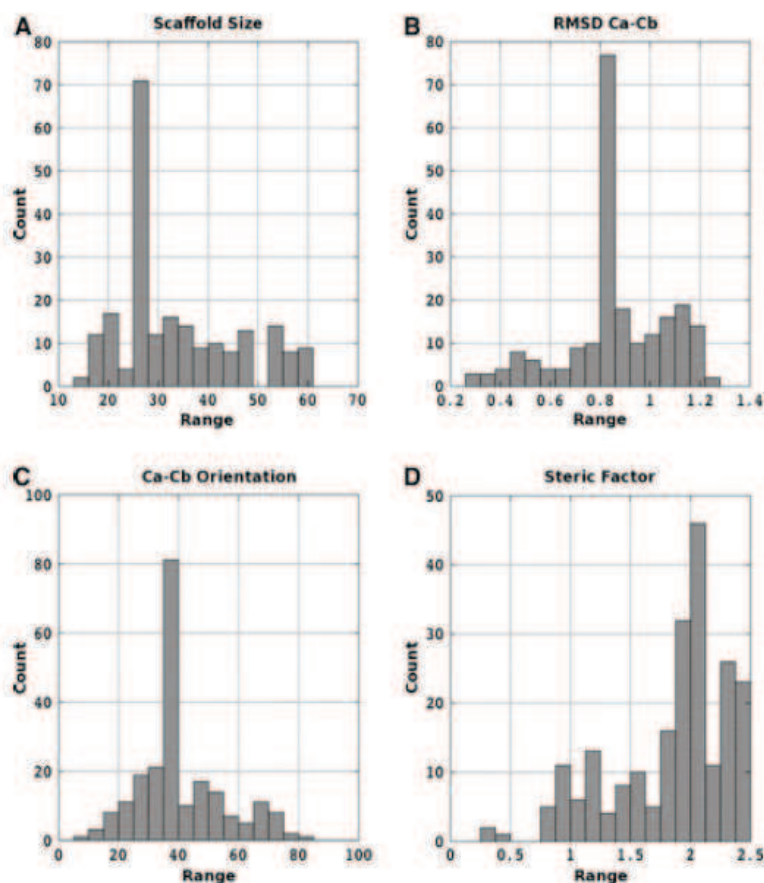 A Scaffold Size
80
70
60
50
40
30
20
10
0
Count
10 20 30 40 50 60 70
Range
B RMSD Ca-Cb
80
70
60
50
40
30
20
10
0
Count
0.2 0.4 0.6 0.8 1 1.2 1.4
Range
C Ca-Cb Orientation
100
80
60
40
20
0
Count
0 20 40 60 80 100
Range
D Steric Factor
50
40
30
20
10
0
Count
0 0.5 1 1.5 2 2.5
Range